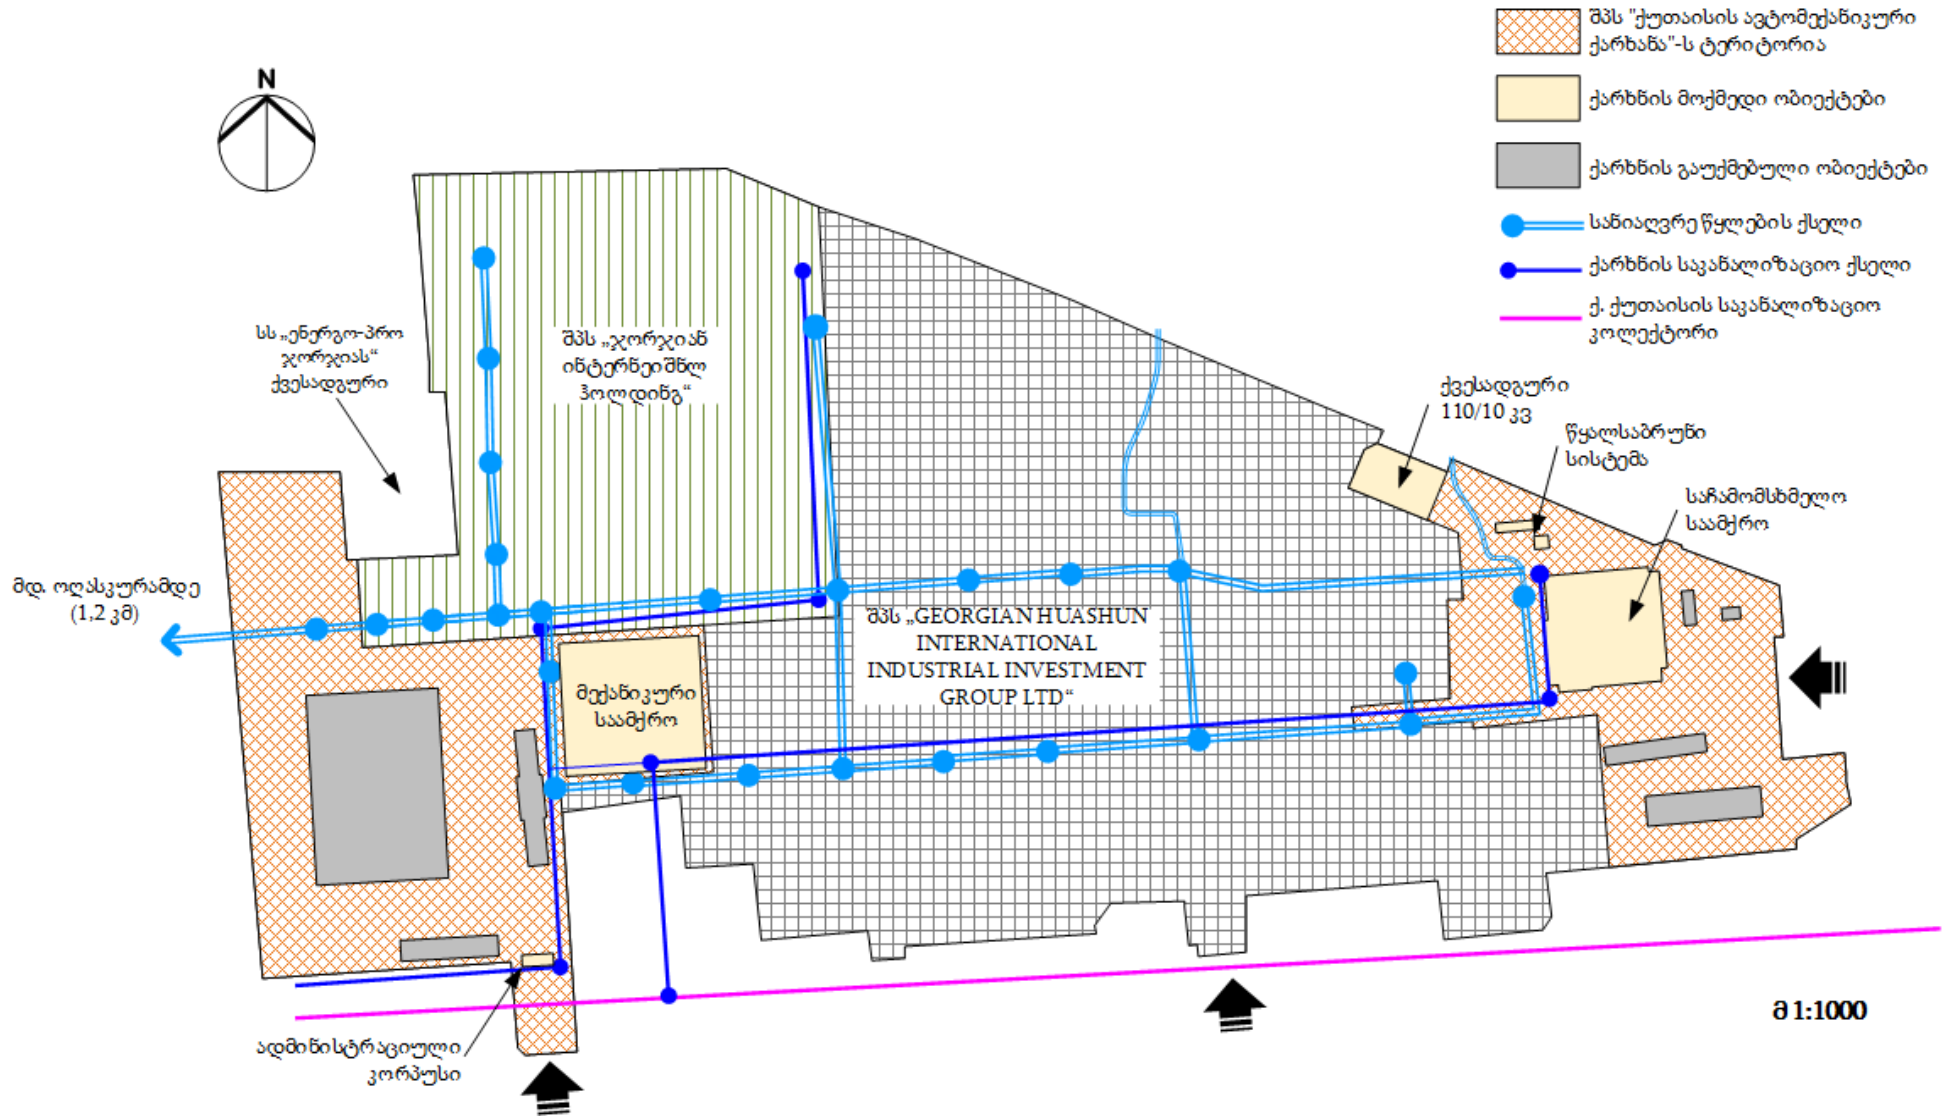 შპს "ქუთაისის ავტომექანიკური
ქარხანა"-ს ტერიტორია
ქარხნის მოქმედი ობიექტები
ქარხნის გაუქმებული ობიექტები
სანიაღვრე წყლების ქსელი
ქარხნის საკანალიზაციო ქსელი
ქ. ქუთაისის საკანალიზაციო
კოლექტორი
N
სს „ენერგო-პრო
ჯორჯიას“
ქვესადგური
შპს „ჯორჯიან
ინტერნეიშნლ
ჰოლდინგ“
ქვესადგური
110/10 კვ
წყალსაბრუნი
სისტემა
საჩამომსხმელო
საამქრო
მდ. ოღასკურამდე
(1,2 კმ)
შპს „GEORGIAN HUASHUN
INTERNATIONAL
INDUSTRIAL INVESTMENT
GROUP LTD“
მექანიკური
საამქრო
ადმინისტრაციული
კორპუსი
მ 1:1000